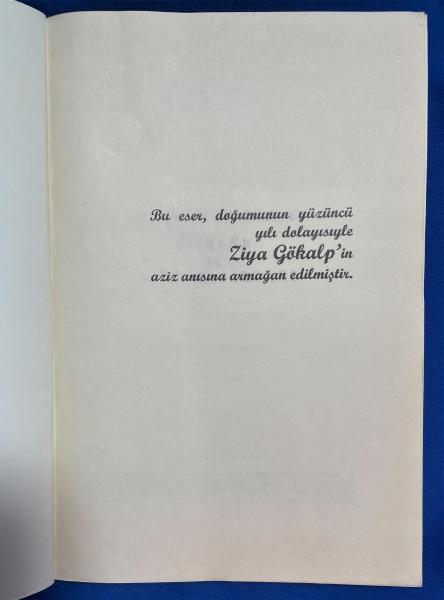 Bu eser, doğumunun yüzüncü
yılı dolayısıyle
Ziya Gökalp'in
aziz anısına armağan edilmiştir.